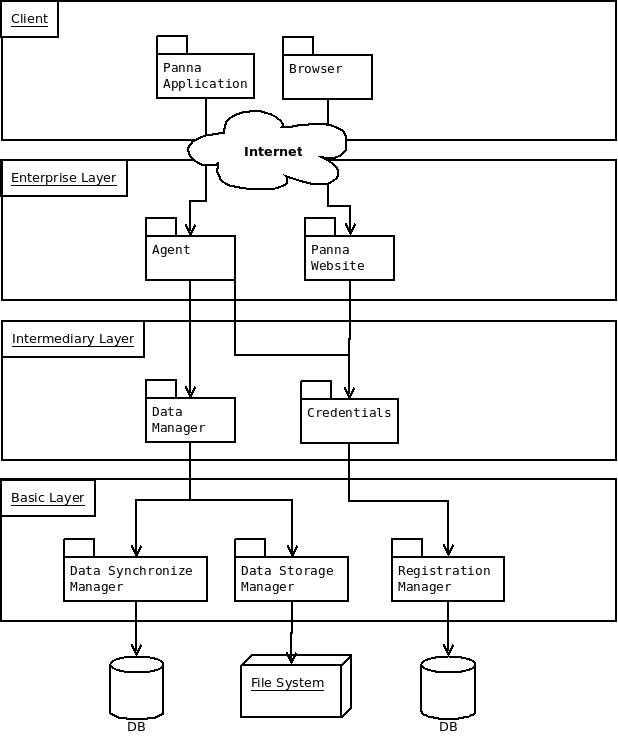 Client
Panna
Application
Browser
Internet
Enterprise Layer
Agent
Panna
Website
Intermediary Layer
Data
Manager
Credentials
Basic Layer
Data Synchronize
Manager
Data Storage
Manager
Registration
Manager
File System
DB
DB